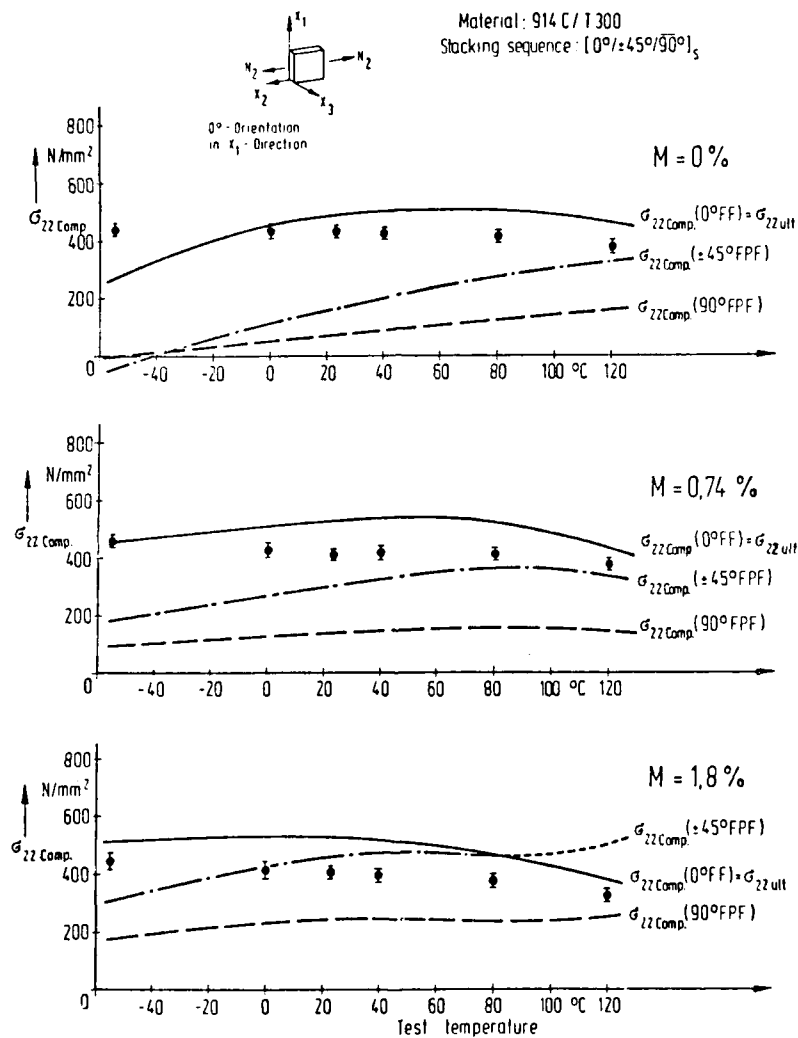 Material: 914 C / T 300
Stacking sequence: [0°/±45°/90°]s
x1
N2
N2
x2
x3
0° - Orientation
in x1 - Direction
800
N/mm²
600
σ22 Comp.
400
200
0
-40 -20 0 20 40 60 80 100 °C 120
M = 0 %
σ22 Comp.(0°FF) = σ22 ult
σ22 Comp.(±45°FPF)
σ22 Comp.(90°FPF)
800
N/mm²
600
σ22 Comp.
400
200
0
-40 -20 0 20 40 60 80 100 °C 120
M = 0,74 %
σ22 Comp(0°FF) = σ22 ult
σ22 Comp.(±45°FPF)
σ22 Comp.(90°FPF)
800
N/mm²
600
σ22 Comp.
400
200
0
-40 -20 0 20 40 60 80 100 °C 120
Test temperature
M = 1,8 %
σ22 Comp.(±45°FPF)
σ22 Comp.(0°FF) = σ22 ult
σ22 Comp.(90°FPF)